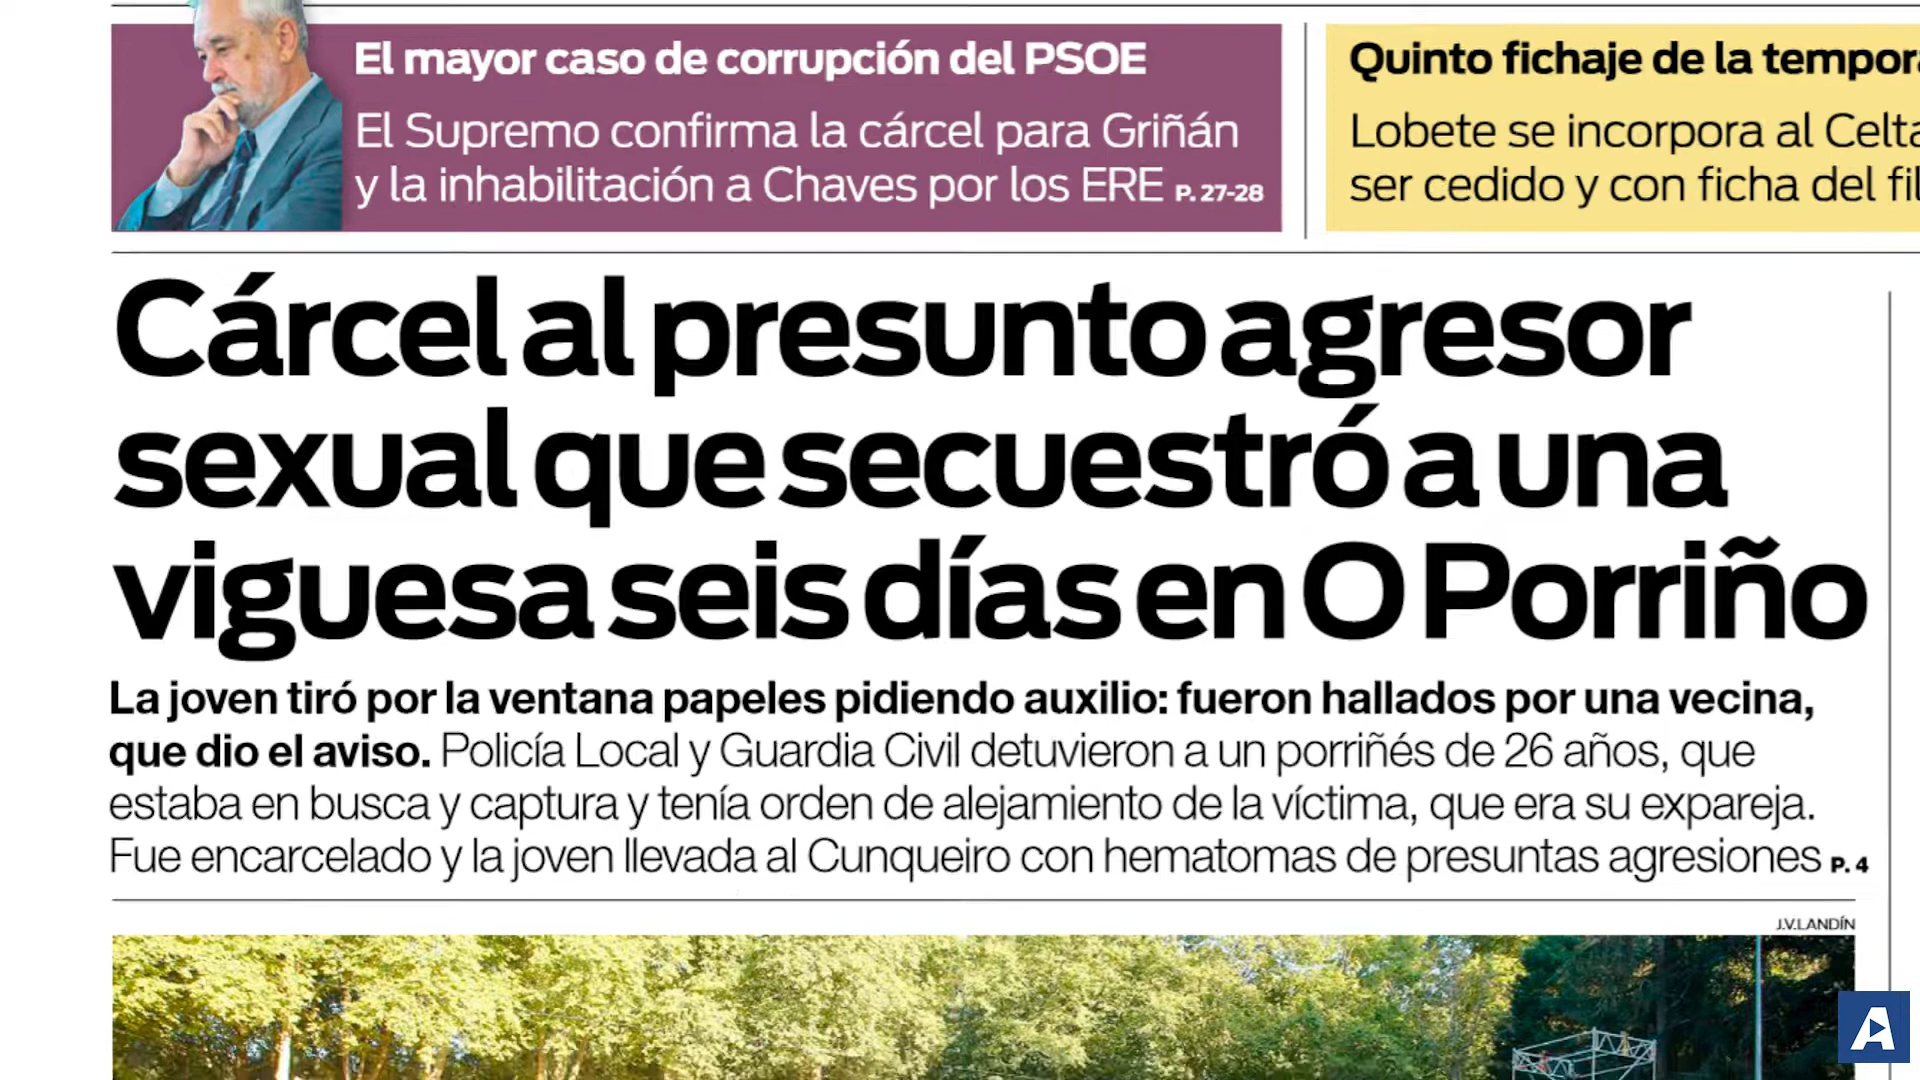 El mayor caso de corrupción del PSOE
El Supremo confirma la cárcel para Griñán
y la inhabilitación a Chaves por los ERE P. 27-28
Quinto fichaje de la tempor
Lobete se incorpora al Celta
ser cedido y con ficha del fil
Cárcel al presunto agresor
sexual que secuestró a una
viguesa seis días en O Porriño
La joven tiró por la ventana papeles pidiendo auxilio: fueron hallados por una vecina,
que dio el aviso. Policía Local y Guardia Civil detuvieron a un porriñés de 26 años, que
estaba en busca y captura y tenía orden de alejamiento de la víctima, que era su expareja.
Fue encarcelado y la joven llevada al Cunqueiro con hematomas de presuntas agresiones P. 4
J.V.LANDÍN
A